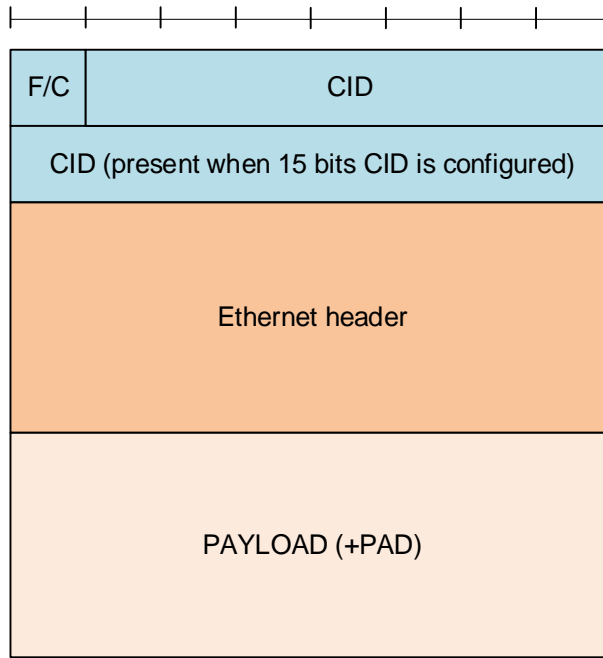 F/C
CID
CID (present when 15 bits CID is configured)
Ethernet header
PAYLOAD (+PAD)